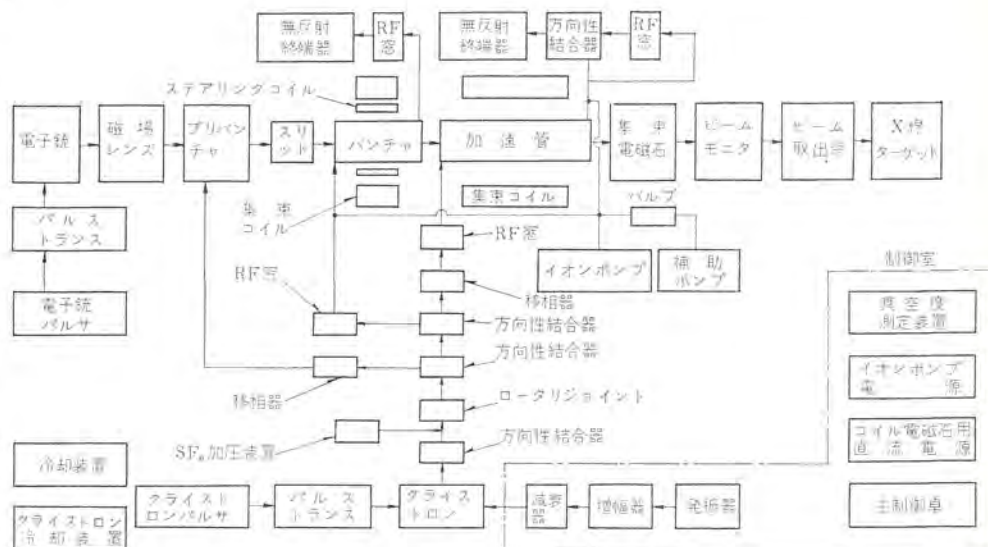 無反射
終端器
RF
窓
無反射
終端器
方向性
結合器
RF
窓
ステアリングコイル
電子銃
磁場
レンズ
プリバン
チャ
スリ
ット
バンチャ
加速管
集束
電磁石
ビーム
モニタ
ビーム
取出窓
X線
ターゲット
集束
コイル
集束コイル
バルブ
パルス
トランス
RF窓
イオンポンプ
補助
ポンプ
制御室
電子銃
パルサ
RF窓
移相器
真空度
測定装置
方向性結合器
方向性結合器
イオンポンプ
電源
移相器
ロータリジョイント
SF₆加圧装置
方向性結合器
コイル電磁石用
直流電源
冷却装置
クライスト
ロンパルサ
パルス
トランス
クライス
トロン
減衰
器
増幅器
発振器
主制御卓
クライストロン
冷却装置